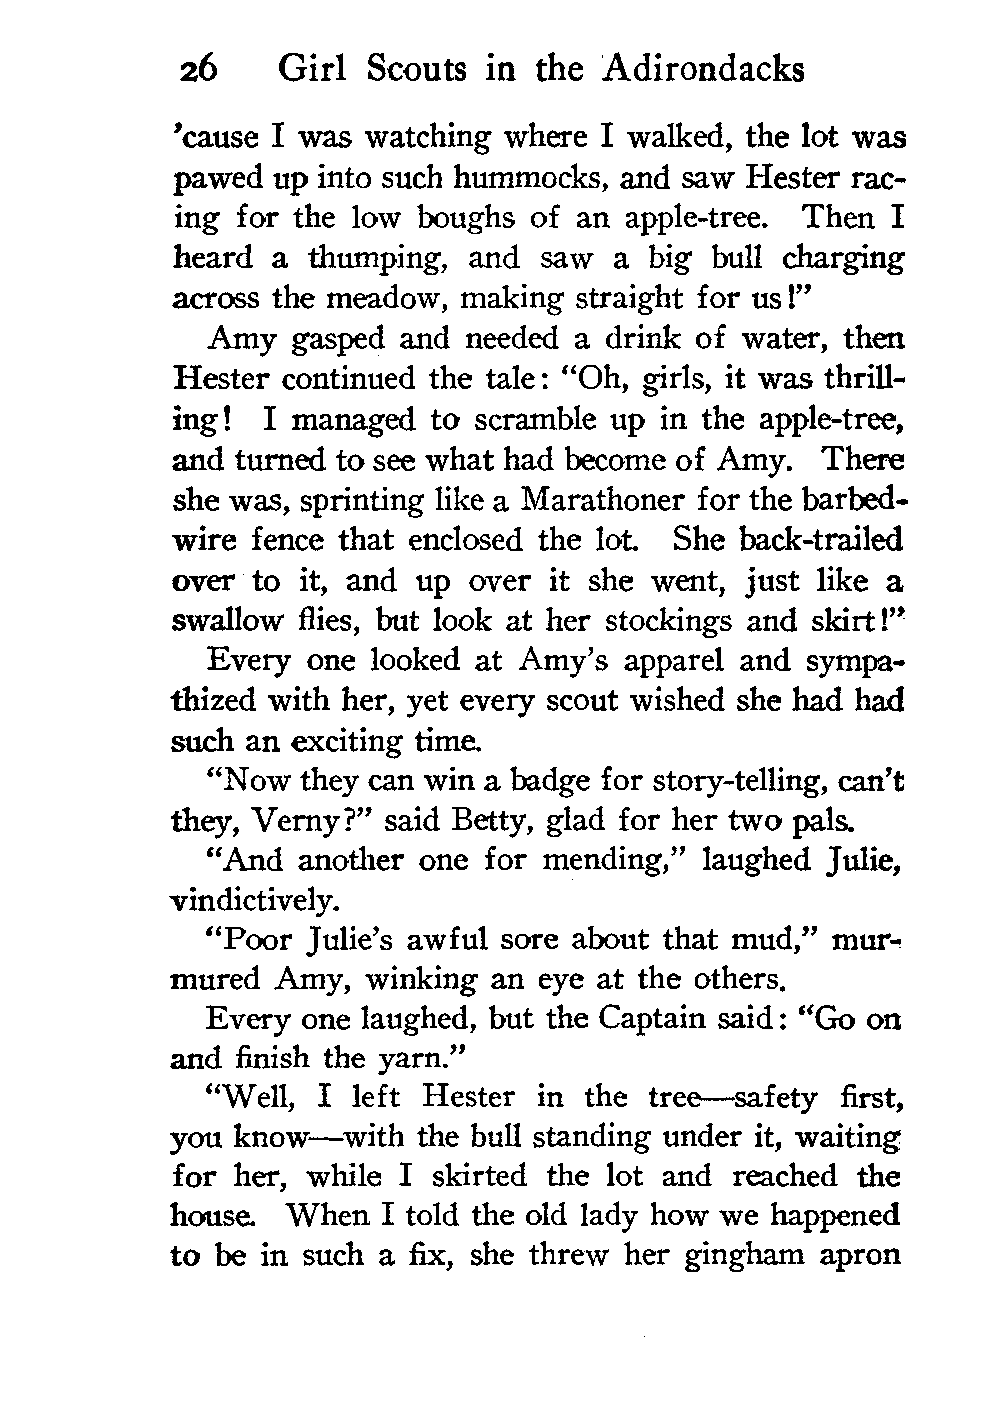 26 Girl Scouts in the Adirondacks
’cause I was watching where I walked, the lot was
pawed up into such hummocks, and saw Hester rac-
ing for the low boughs of an apple-tree. Then I
heard a thumping, and saw a big bull charging
across the meadow, making straight for us!”
Amy gasped and needed a drink of water, then
Hester continued the tale: “Oh, girls, it was thrill-
ing! I managed to scramble up in the apple-tree,
and turned to see what had become of Amy. There
she was, sprinting like a Marathoner for the barbed-
wire fence that enclosed the lot. She back-trailed
over to it, and up over it she went, just like a
swallow flies, but look at her stockings and skirt!”
Every one looked at Amy’s apparel and sympa-
thized with her, yet every scout wished she had had
such an exciting time.
“Now they can win a badge for story-telling, can’t
they, Verny?” said Betty, glad for her two pals.
“And another one for mending,” laughed Julie,
vindictively.
“Poor Julie’s awful sore about that mud,” mur-
mured Amy, winking an eye at the others.
Every one laughed, but the Captain said: “Go on
and finish the yarn.”
“Well, I left Hester in the tree—safety first,
you know—with the bull standing under it, waiting
for her, while I skirted the lot and reached the
house. When I told the old lady how we happened
to be in such a fix, she threw her gingham apron